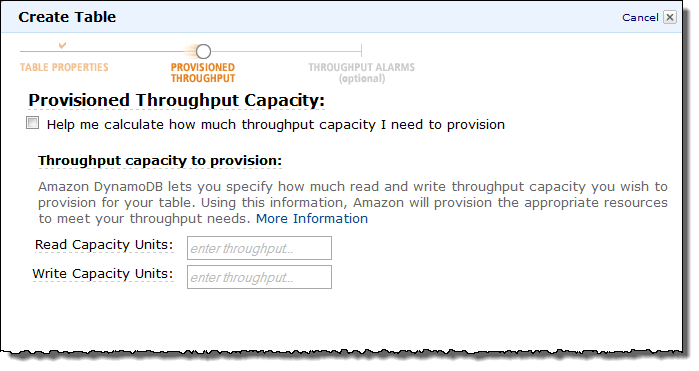 Create Table
Cancel
TABLE PROPERTIES
PROVISIONED
THROUGHPUT
THROUGHPUT ALARMS
(optional)
Provisioned Throughput Capacity:
Help me calculate how much throughput capacity I need to provision
Throughput capacity to provision:
Amazon DynamoDB lets you specify how much read and write throughput capacity you wish to
provision for your table. Using this information, Amazon will provision the appropriate resources
to meet your throughput needs. More Information
Read Capacity Units: enter throughput...
Write Capacity Units: enter throughput...